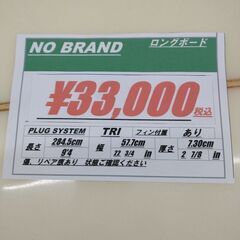 NO BRAND ロングボード
¥33,000税込
PLUG SYSTEM TRI フィン付属 あり
長さ 284.5cm 幅 57.7cm 厚さ 7.30cm
9'4 22 3/4 in 2 7/8 in
傷、リペア痕あり 状態ご確認ください